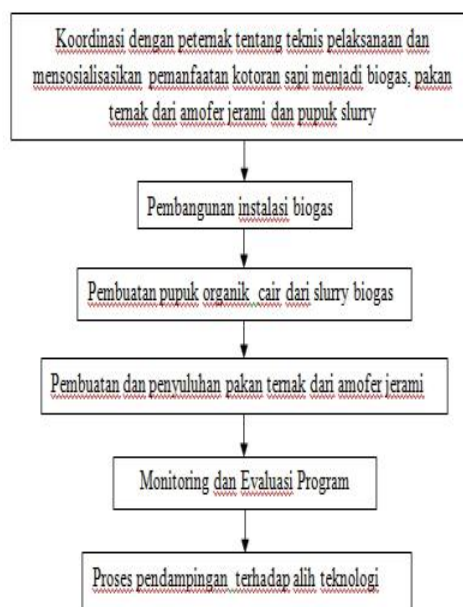 Koordinasi dengan peternak tentang teknis pelaksanaan dan
mensosialisasikan pemanfaatan kotoran sapi menjadi biogas, pakan
ternak dari amofer jerami dan pupuk slurry
Pembangunan instalasi biogas
Pembuatan pupuk organik cair dari slurry biogas
Pembuatan dan penyuluhan pakan ternak dari amofer jerami
Monitoring dan Evaluasi Program
Proses pendampingan terhadap alih teknologi